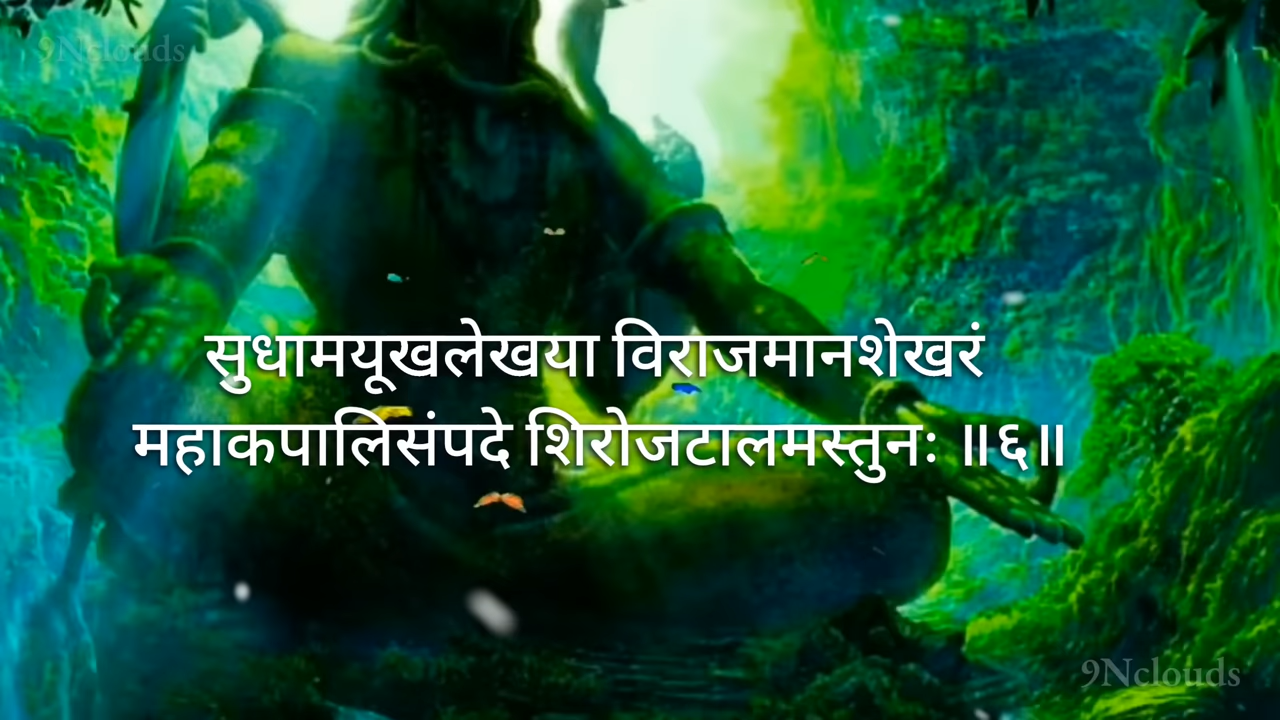 9Nclouds
सुधामयूखलेखया विराजमानशेखरं
महाकपालिसंपदे शिरोजटालमस्तुनः ॥६॥
9Nclouds